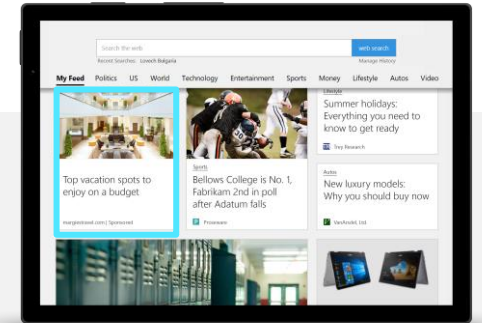 Search the web
web search
Recent Searches: Lovech Bulgaria
Manage History
My Feed Politics US World Technology Entertainment Sports Money Lifestyle Autos Video
Top vacation spots to
enjoy on a budget
margiestravel.com | Sponsored
Sports
Bellows College is No. 1,
Fabrikam 2nd in poll
after Adatum falls
Proseware
Lifestyle
Summer holidays:
Everything you need to
know to get ready
Trey Research
Autos
New luxury models:
Why you should buy now
VanArsdel, Ltd.